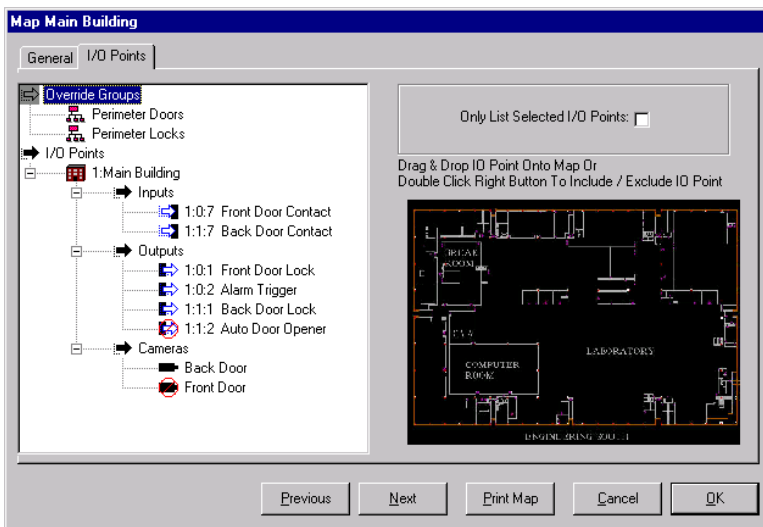 Map Main Building
General
I/O Points
Override Groups
Perimeter Doors
Perimeter Locks
I/O Points
1:Main Building
Inputs
1:0:7 Front Door Contact
1:1:7 Back Door Contact
Outputs
1:0:1 Front Door Lock
1:0:2 Alarm Trigger
1:1:1 Back Door Lock
1:1:2 Auto Door Opener
Cameras
Back Door
Front Door
Only List Selected I/O Points:
Drag & Drop IO Point Onto Map Or
Double Click Right Button To Include / Exclude IO Point
BREAK
ROOM
LABORATORY
COMPUTER
ROOM
ENGINEERING SOUTH
Previous
Next
Print Map
Cancel
OK